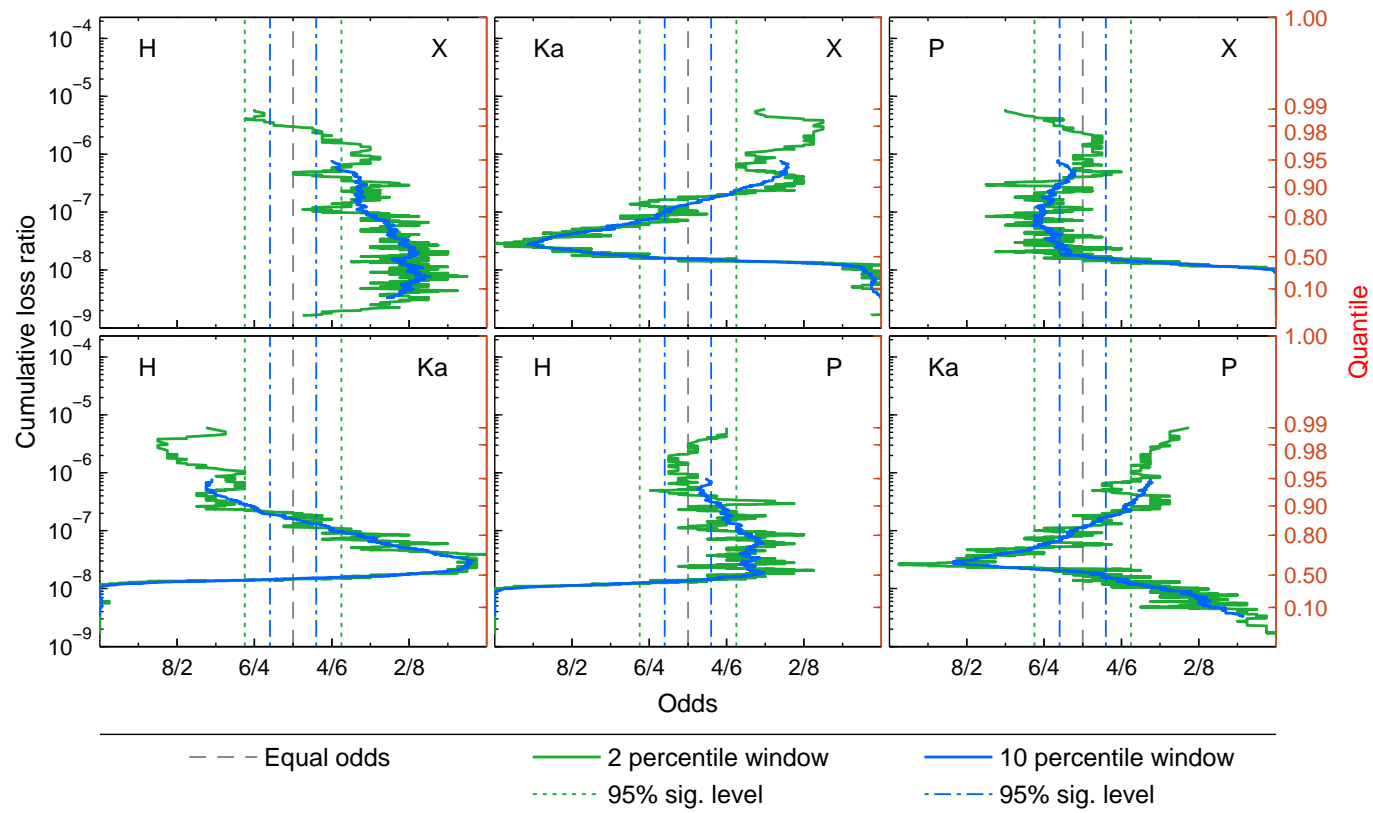 H X
Ka X
P X
H Ka
H P
Ka P
10⁻⁴
10⁻⁵
10⁻⁶
10⁻⁷
10⁻⁸
10⁻⁹
10⁻⁴
10⁻⁵
10⁻⁶
10⁻⁷
10⁻⁸
10⁻⁹
Cumulative loss ratio
1.00
0.99
0.98
0.95
0.90
0.80
0.50
0.10
1.00
0.99
0.98
0.95
0.90
0.80
0.50
0.10
Quantile
8/2 6/4 4/6 2/8 8/2 6/4 4/6 2/8 8/2 6/4 4/6 2/8
Odds
Equal odds 2 percentile window 10 percentile window
95% sig. level 95% sig. level